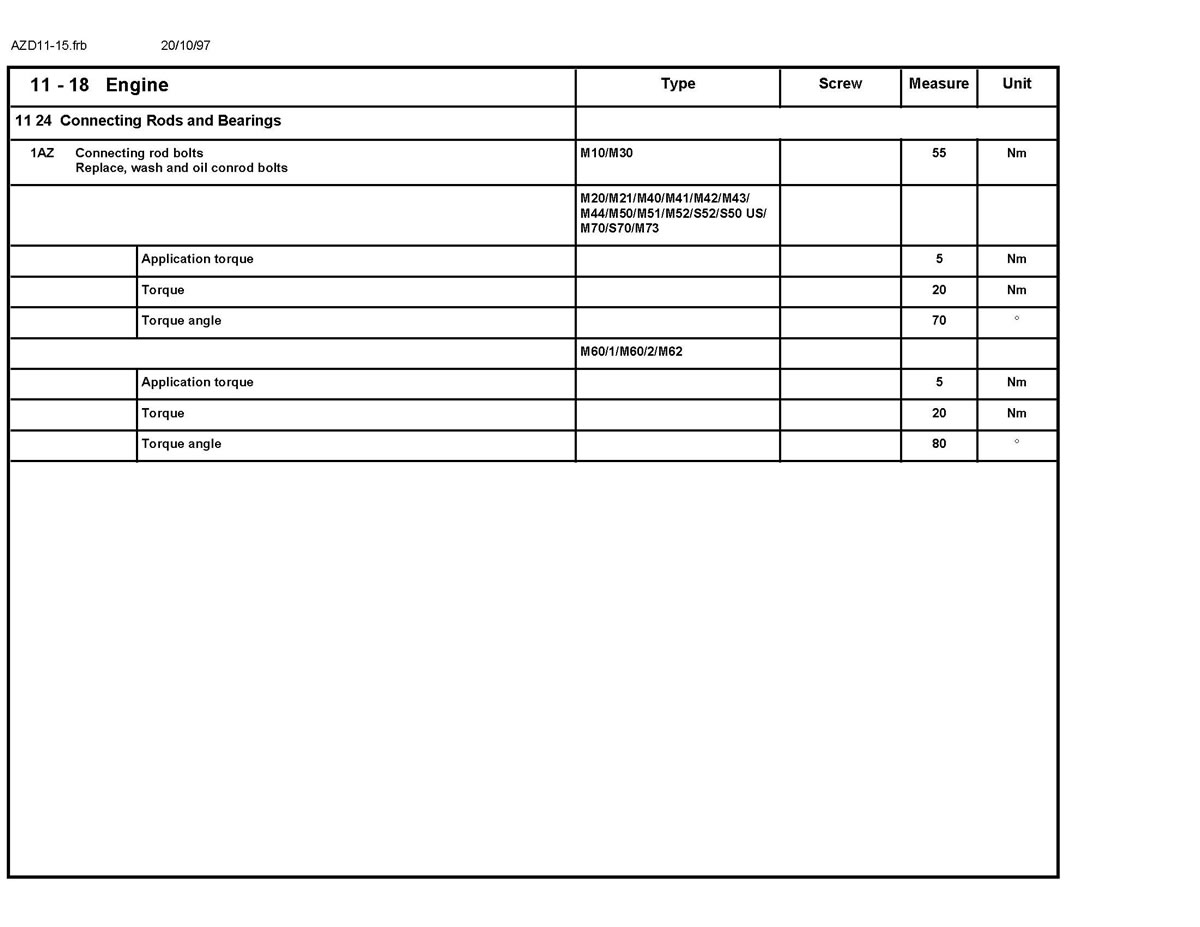 AZD11-15.frb 20/10/97
11 - 18 Engine Type Screw Measure Unit
11 24 Connecting Rods and Bearings
1AZ Connecting rod bolts M10/M30 55 Nm
Replace, wash and oil conrod bolts
M20/M21/M40/M41/M42/M43/
M44/M50/M51/M52/S52/S50 US/
M70/S70/M73
Application torque 5 Nm
Torque 20 Nm
Torque angle 70 °
M60/1/M60/2/M62
Application torque 5 Nm
Torque 20 Nm
Torque angle 80 °